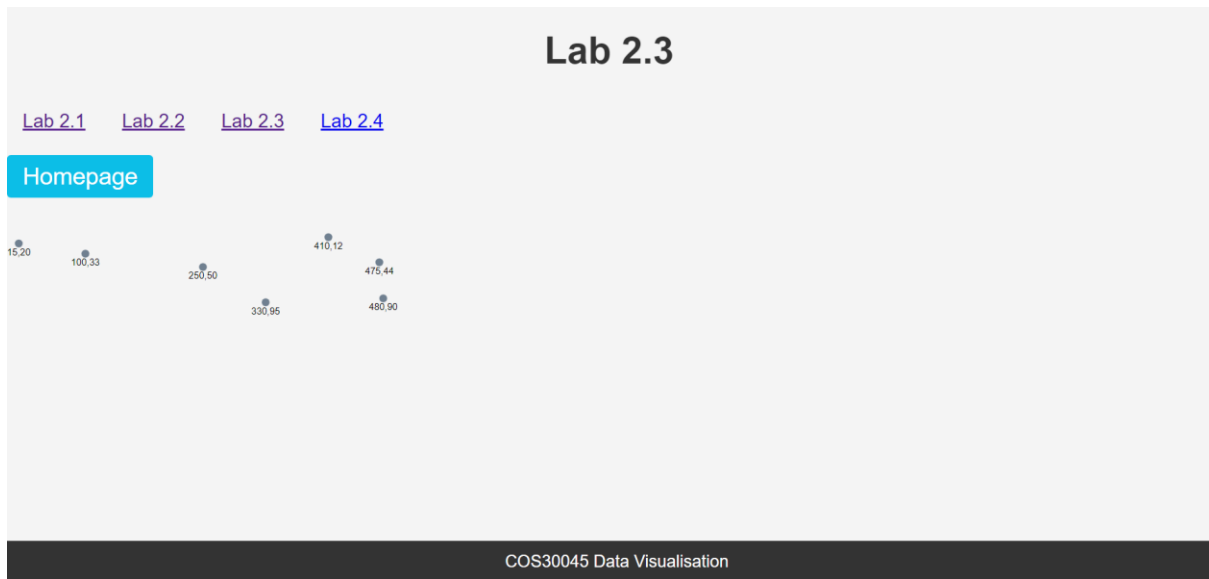 Lab 2.3
Lab 2.1 Lab 2.2 Lab 2.3 Lab 2.4
Homepage
410,12
15,20
100,33
475,44
250,50
480,90
330,95
COS30045 Data Visualisation